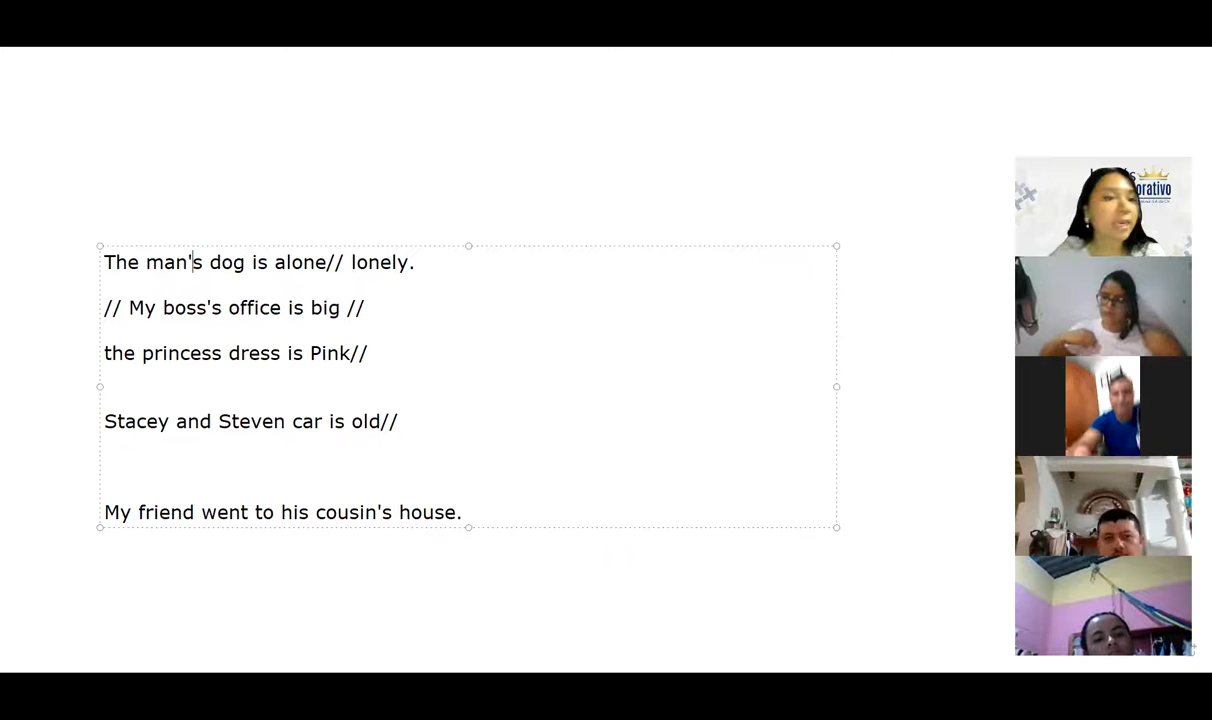 The man's dog is alone// lonely.
// My boss's office is big //
the princess dress is Pink//
Stacey and Steven car is old//
My friend went to his cousin's house.
orativo